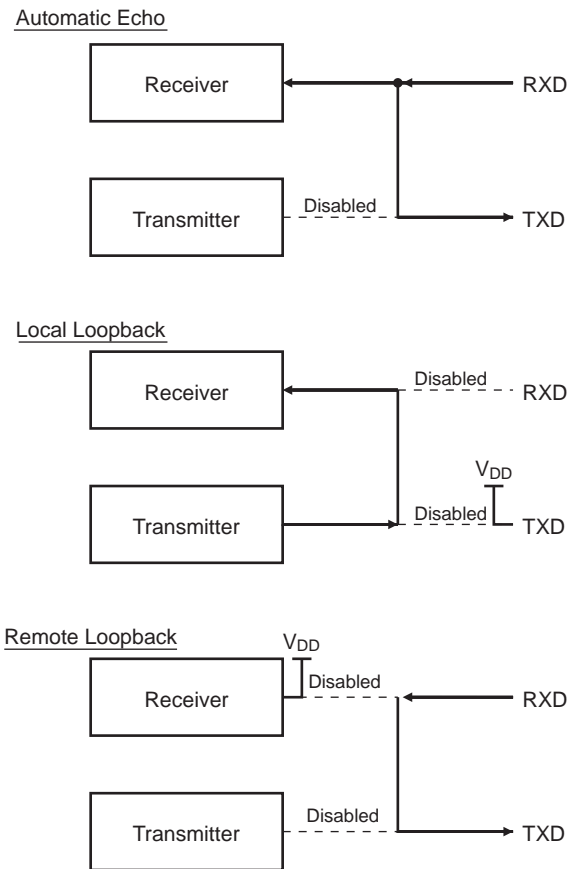 Automatic Echo
Receiver
RXD
Disabled
Transmitter
TXD
Local Loopback
Disabled
Receiver
RXD
VDD
Disabled
Transmitter
TXD
Remote Loopback
VDD
Disabled
Receiver
RXD
Disabled
Transmitter
TXD